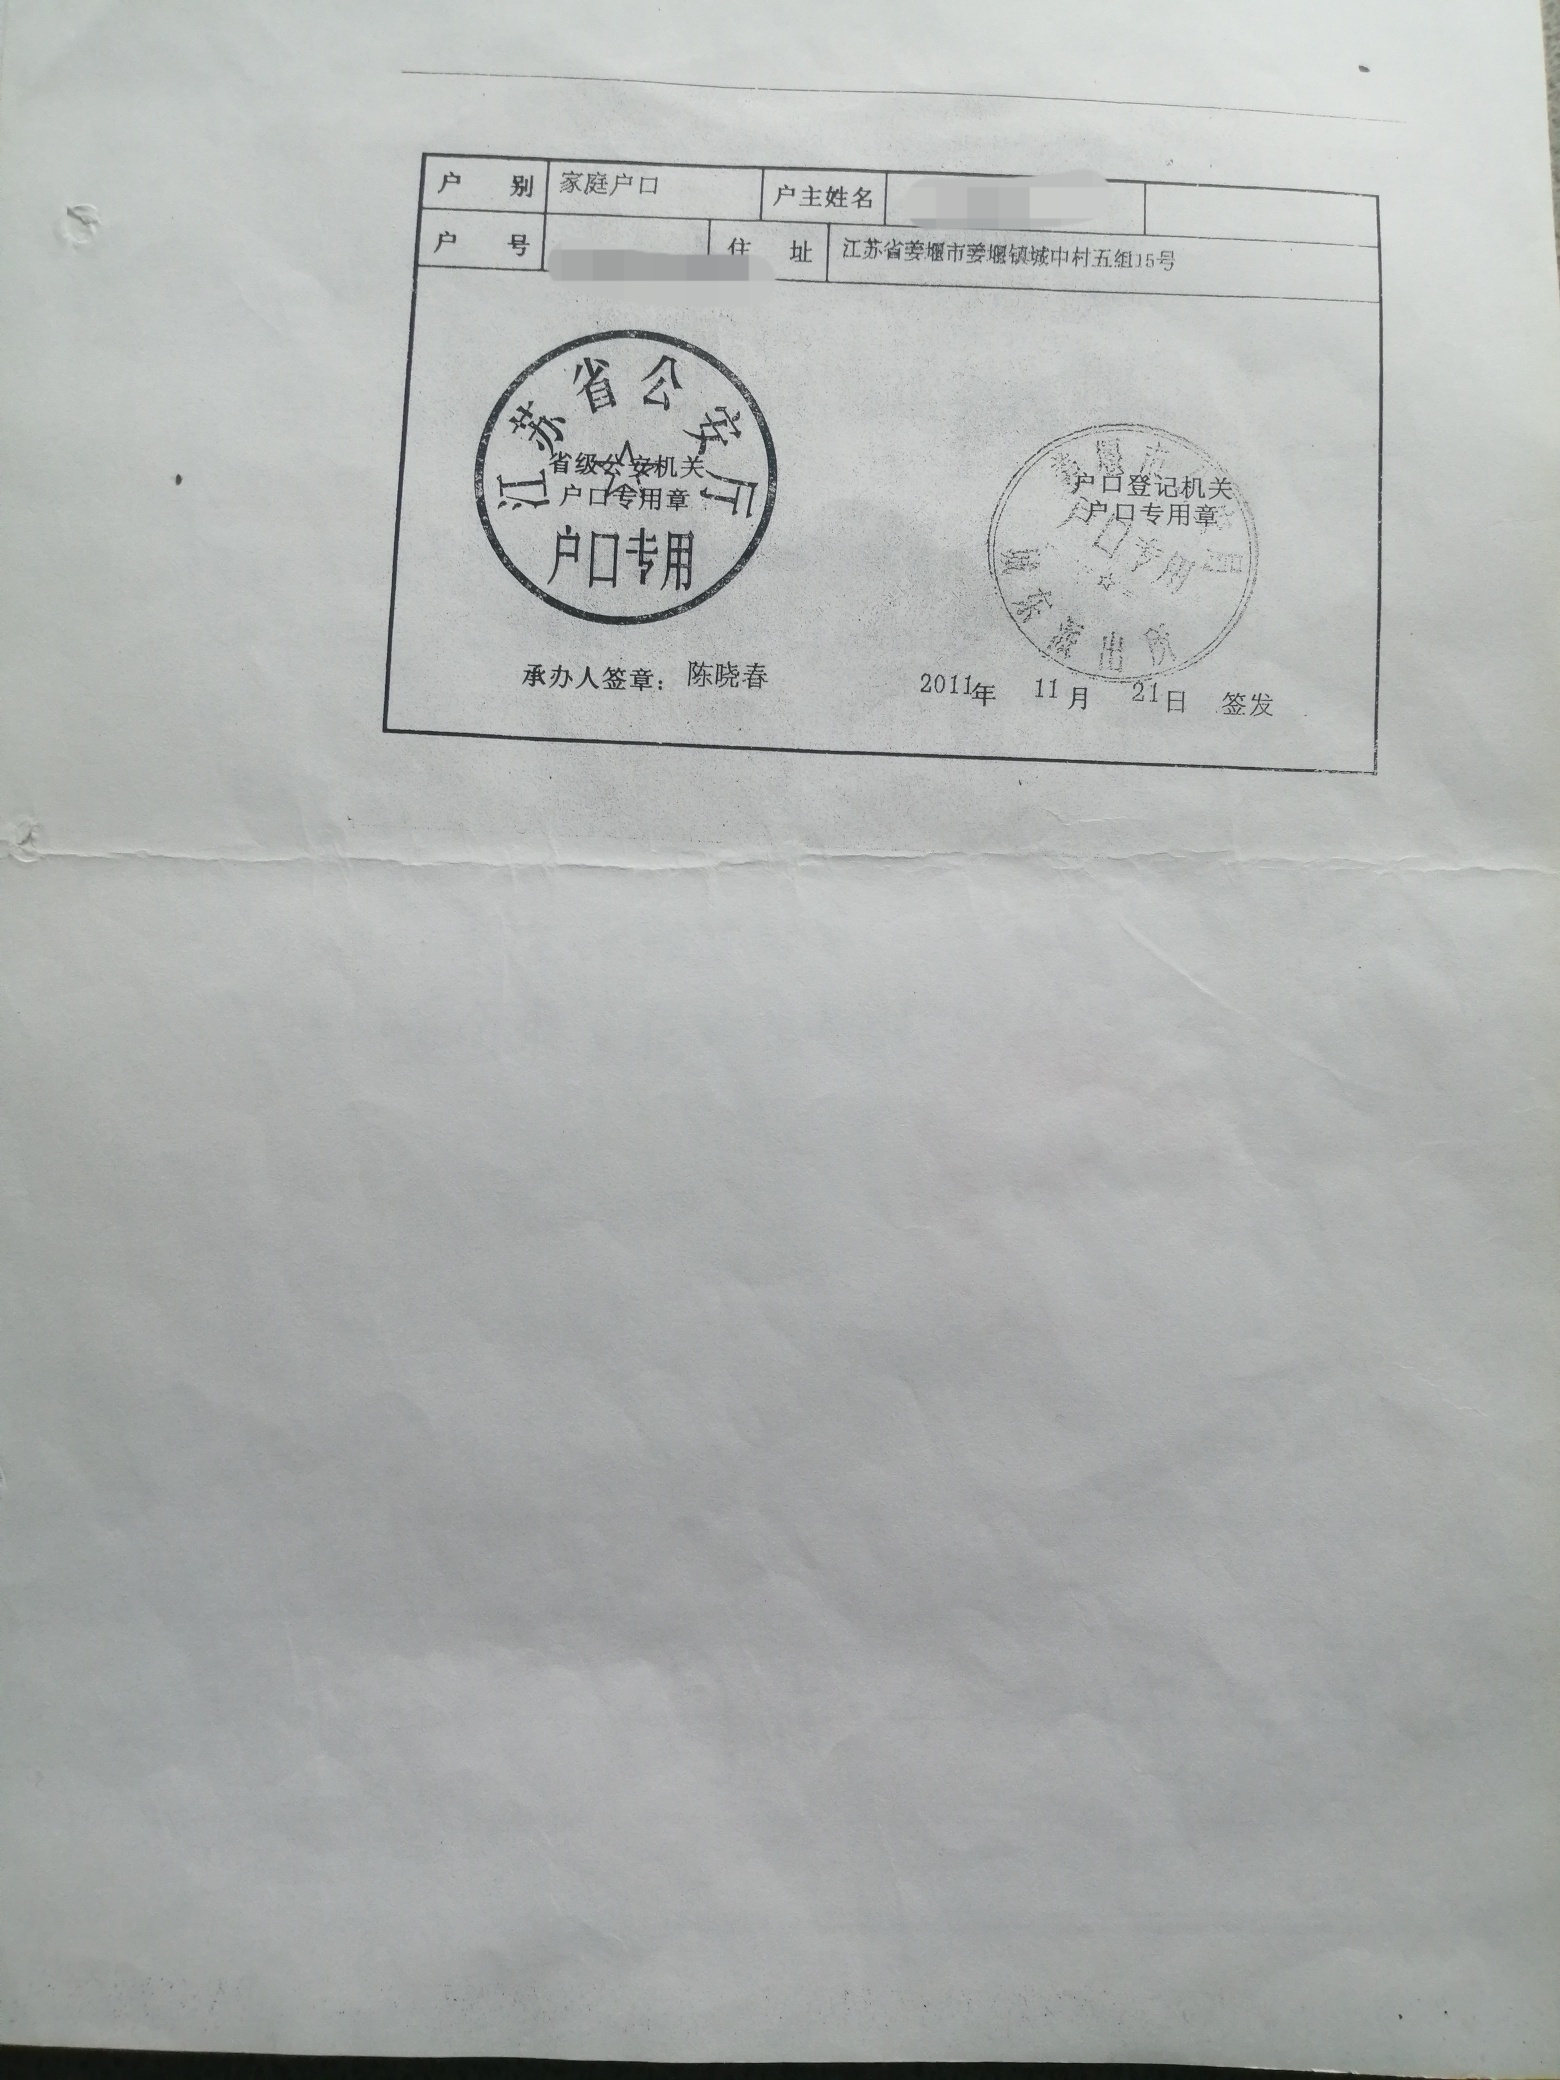 户 别 家庭户口 户主姓名
户 号 住 址 江苏省姜堰市姜堰镇城中村五组15号
江苏省公安厅
省级公安机关
户口专用章
户口专用
户口登记机关
户口专用章
户口专用
承办人签章： 陈晓春 2011年 11月 21日 签发